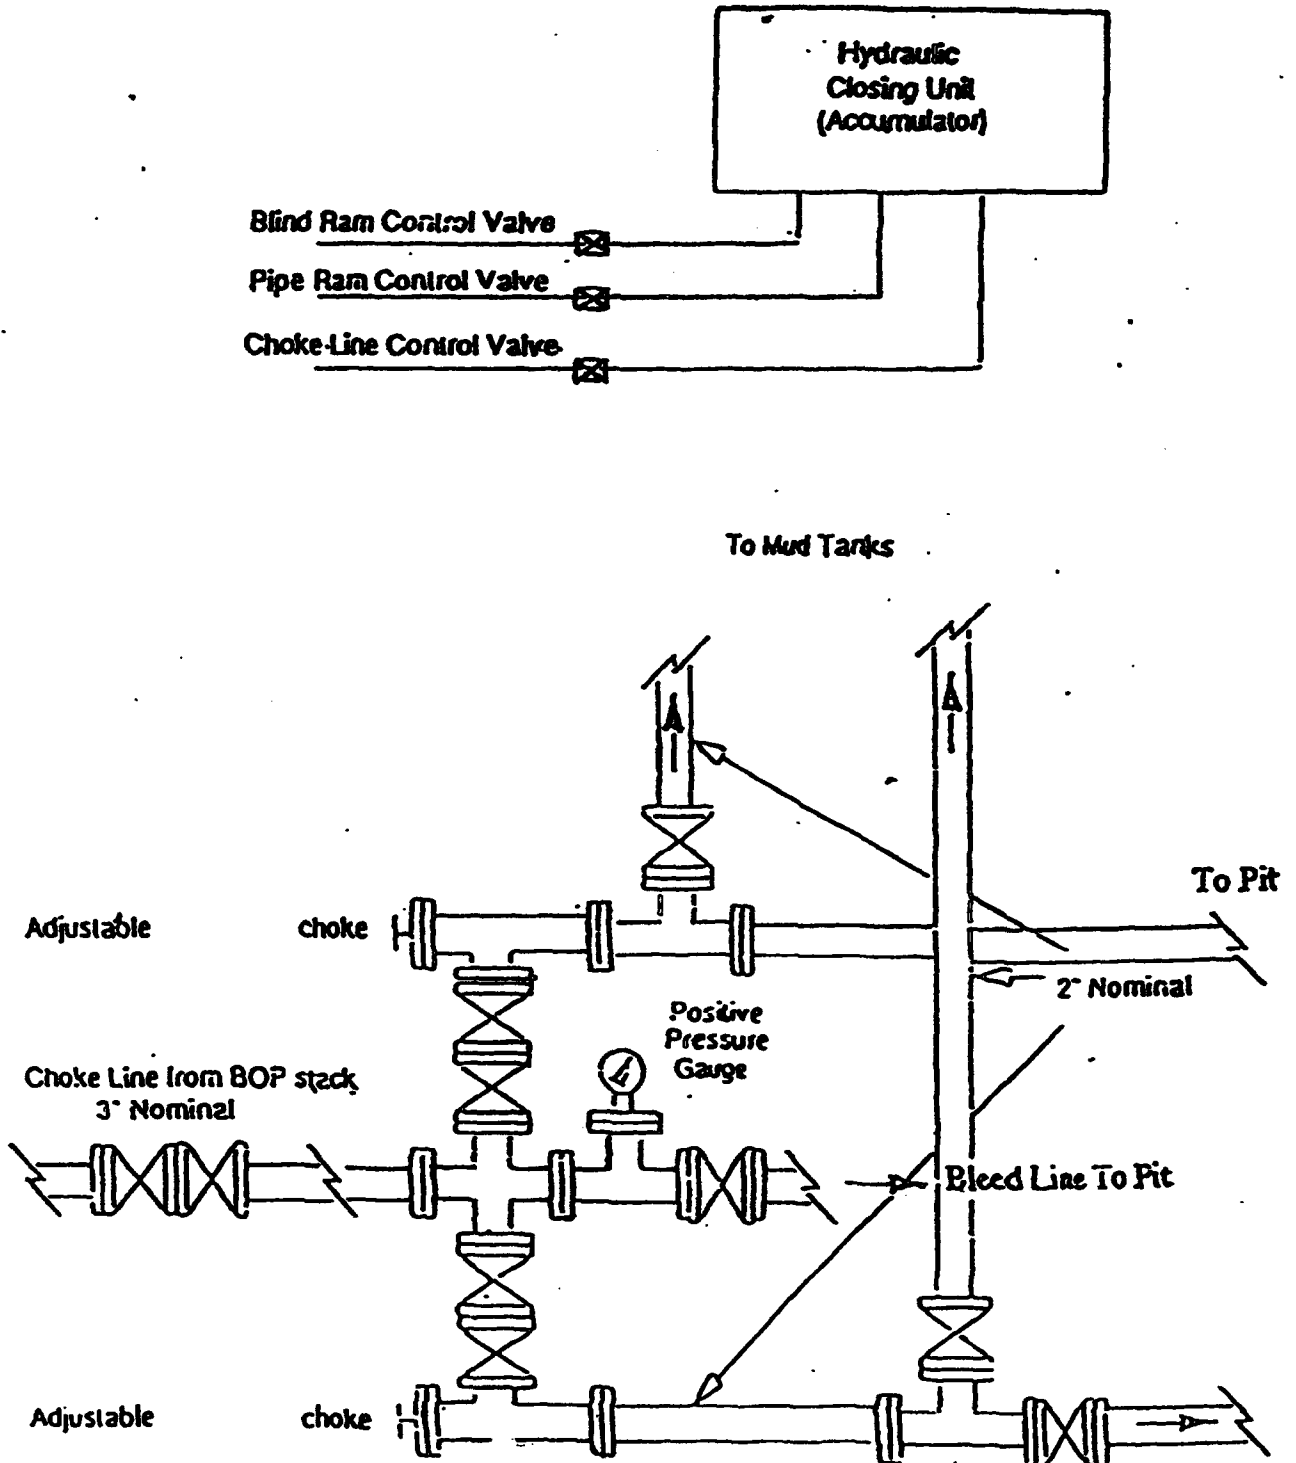 Hydraulic
Closing Unit
(Accumulator)
Blind Ram Control Valve
Pipe Ram Control Valve
Choke-Line Control Valve
To Mud Tanks
To Pit
Adjustable choke
2" Nominal
Positive
Pressure
Gauge
Choke Line from BOP stack
3" Nominal
Bleed Line To Pit
Adjustable choke